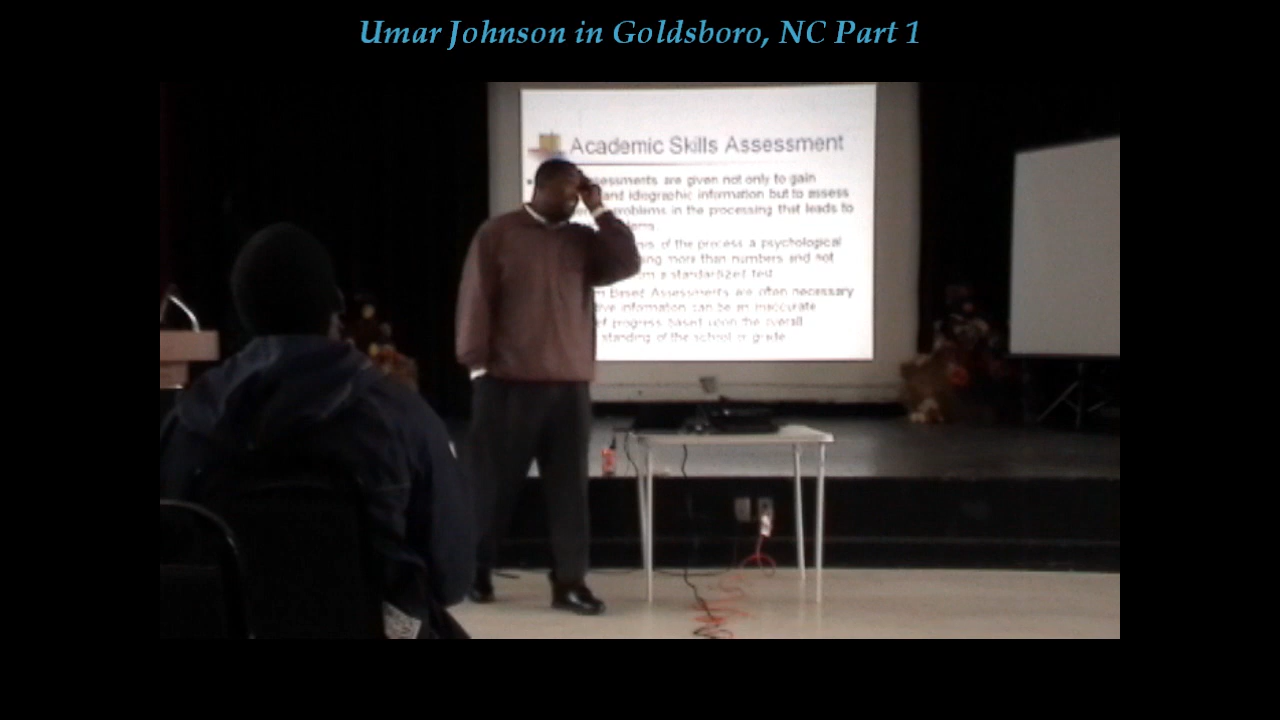 Umar Johnson in Goldsboro, NC Part 1
Academic Skills Assessment
essments are given not only to gain
and idiographic information but to assess
problems in the processing that leads to
of the process a psychological
more than numbers and not
a standardized test
Based Assessments are often necessary
information can be an inaccurate
of progress based upon the overall
standing of the school or grade